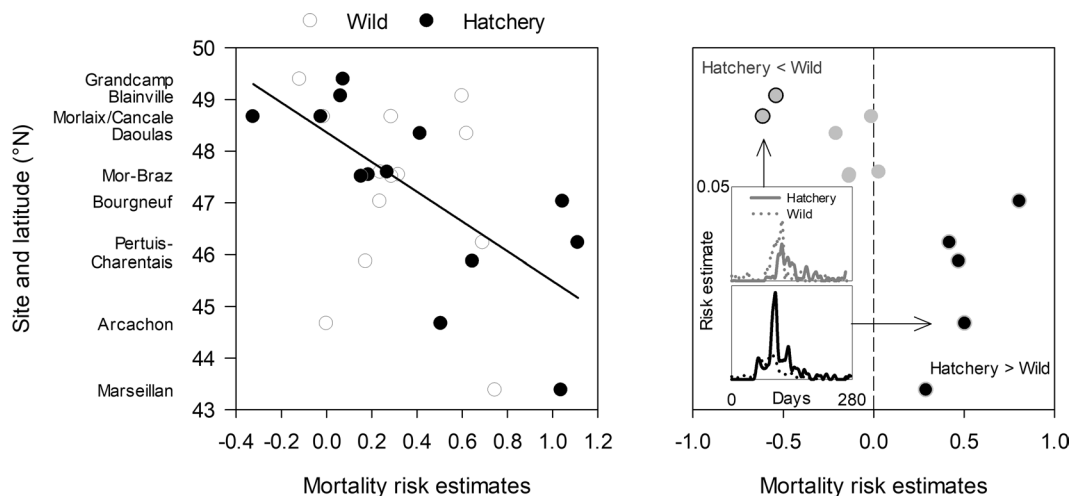 Wild Hatchery
Site and latitude (°N)
Grandcamp
Blainville
Morlaix/Cancale
Daoulas
Mor-Braz
Bourgneuf
Pertuis-
Charentais
Arcachon
Marseillan
50
49
48
47
46
45
44
43
-0.4 -0.2 0.0 0.2 0.4 0.6 0.8 1.0 1.2
Mortality risk estimates
Hatchery < Wild
0.05
Hatchery
Wild
Risk estimate
0 Days 280
Hatchery > Wild
-1.0 -0.5 0.0 0.5 1.0
Mortality risk estimates